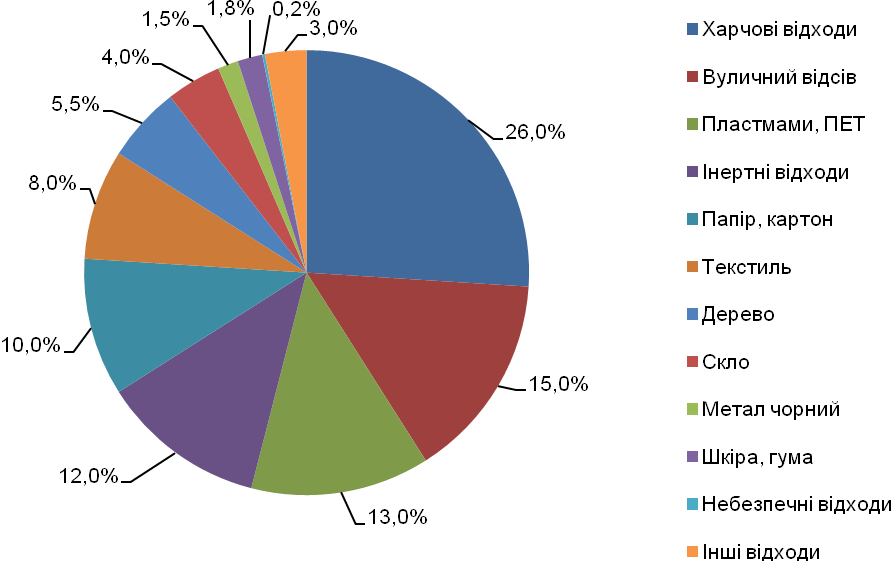 1,8%
0,2%
1,5%
3,0%
4,0%
5,5%
26,0%
8,0%
10,0%
15,0%
12,0%
13,0%
Харчові відходи
Вуличний відсів
Пластмами, ПЕТ
Інертні відходи
Папір, картон
Текстиль
Дерево
Скло
Метал чорний
Шкіра, гума
Небезпечні відходи
Інші відходи